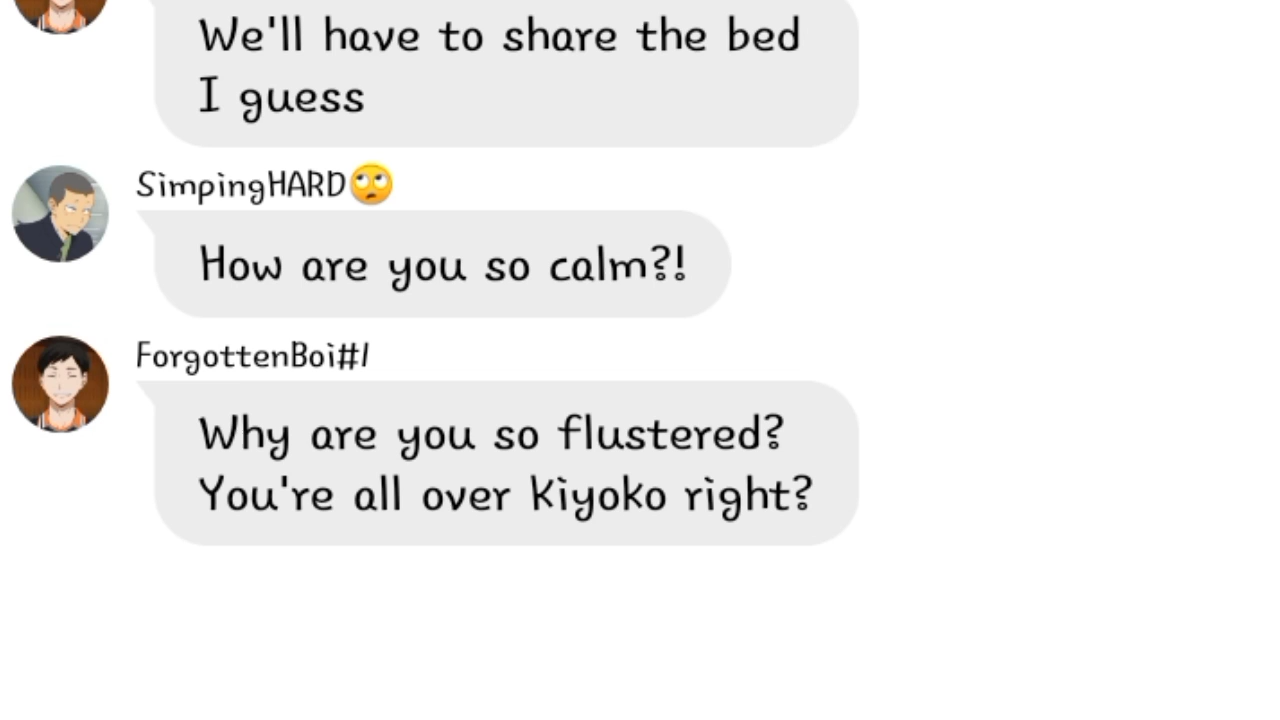 We'll have to share the bed
I guess
SimpingHARD🙄
How are you so calm?!
ForgottenBoi#1
Why are you so flustered?
You're all over kiyoko right?